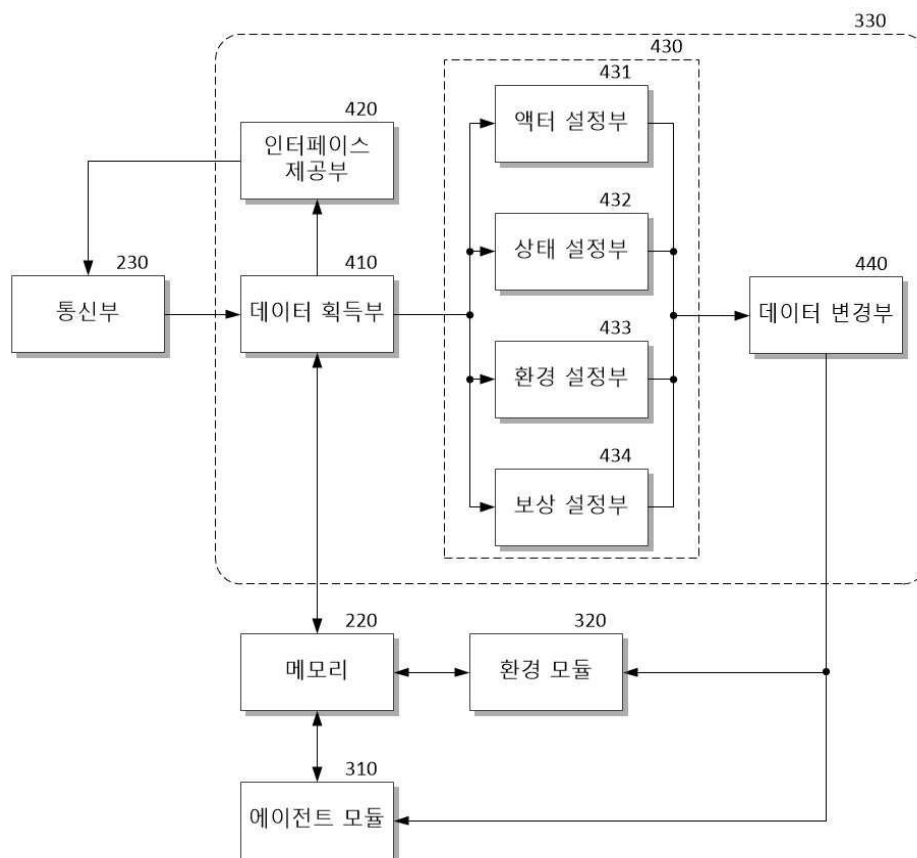 330
430
431
액터 설정부
420
인터페이스
제공부
432
상태 설정부
230
통신부
410
데이터 획득부
440
데이터 변경부
433
환경 설정부
434
보상 설정부
220
메모리
320
환경 모듈
310
에이전트 모듈